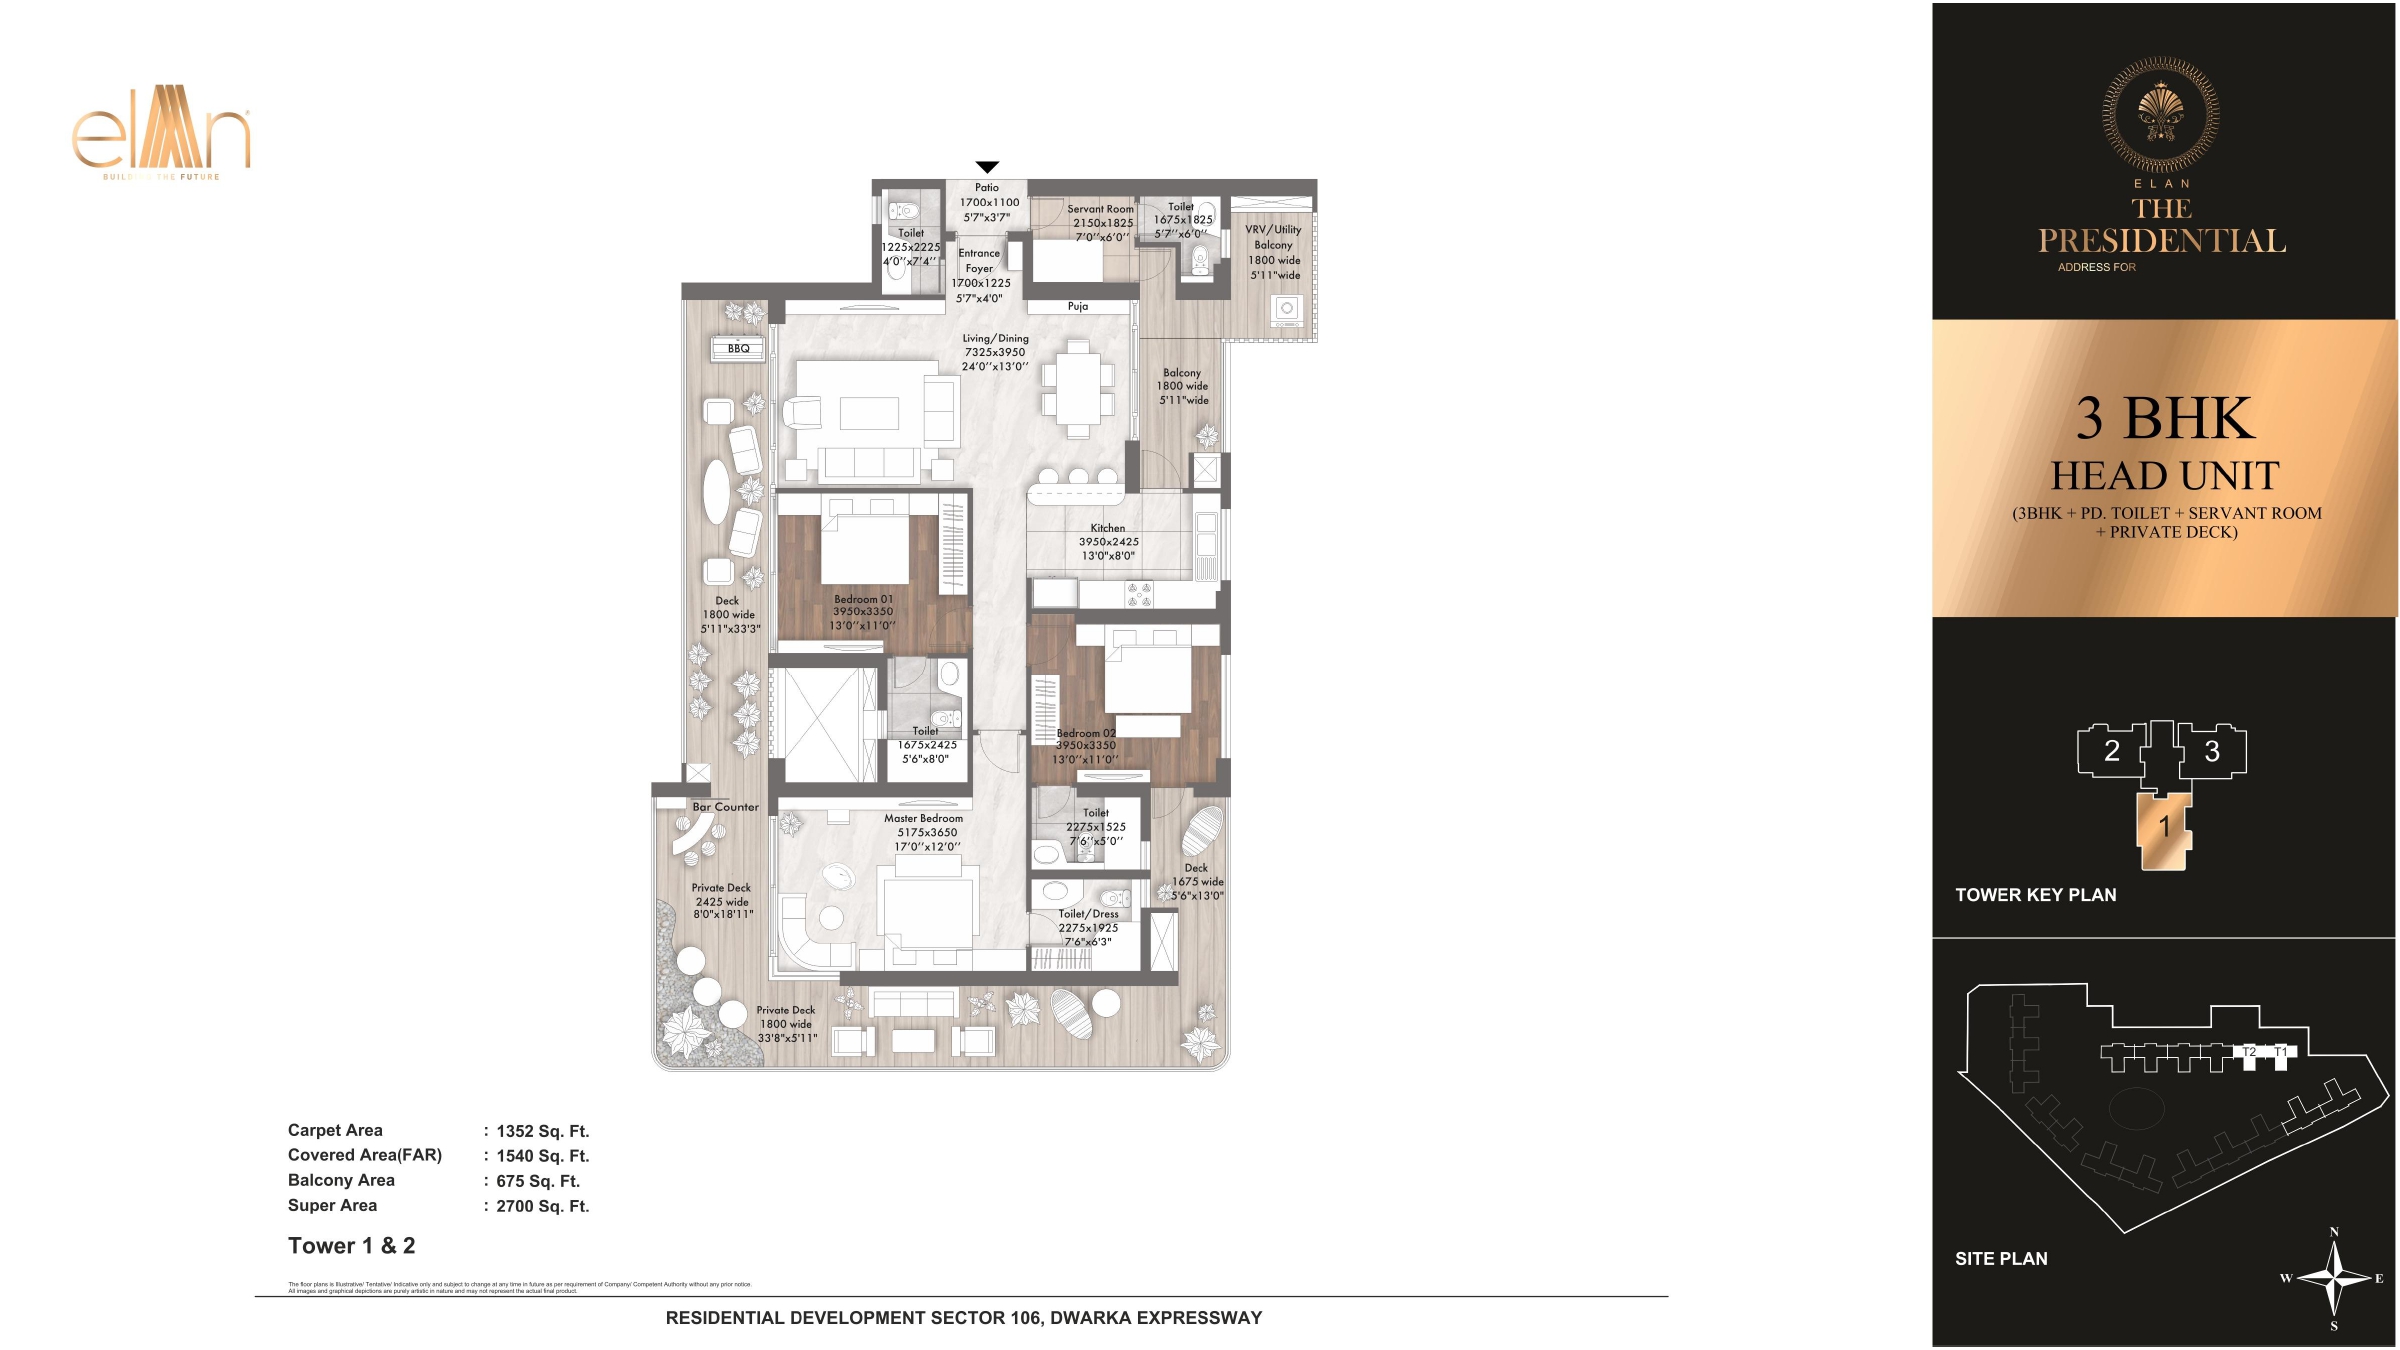 elan
BUILDING THE FUTURE
Patio
1700x1100
5'7"x3'7"
Toilet
1225x2225
4'0''x7'4''
Entrance
Foyer
1700x1225
5'7"x4'0"
Servant Room
2150x1825
7'0''x6'0''
Toilet
1675x1825
5'7''x6'0''
VRV/Utility
Balcony
1800 wide
5'11"wide
Puja
BBQ
Living/Dining
7325x3950
24'0''x13'0''
Balcony
1800 wide
5'11"wide
Kitchen
3950x2425
13'0"x8'0"
Bedroom 01
3950x3350
13'0''x11'0''
Deck
1800 wide
5'11"x33'3"
Toilet
1675x2425
5'6"x8'0"
Bedroom 02
3950x3350
13'0''x11'0''
Bar Counter
Master Bedroom
5175x3650
17'0''x12'0''
Toilet
2275x1525
7'6''x5'0''
Deck
1675 wide
5'6"x13'0"
Private Deck
2425 wide
8'0"x18'11"
Toilet/Dress
2275x1925
7'6"x6'3"
Private Deck
1800 wide
33'8"x5'11"
Carpet Area : 1352 Sq. Ft.
Covered Area(FAR) : 1540 Sq. Ft.
Balcony Area : 675 Sq. Ft.
Super Area : 2700 Sq. Ft.
Tower 1 & 2
The floor plans is Illustrative/ Tentative/ Indicative only and subject to change at any time in future as per requirement of Company/ Competent Authority without any prior notice.
All images and graphical depictions are purely artistic in nature and may not represent the actual final product.
RESIDENTIAL DEVELOPMENT SECTOR 106, DWARKA EXPRESSWAY
ELAN
THE
PRESIDENTIAL
ADDRESS FOR
3 BHK
HEAD UNIT
(3BHK + PD. TOILET + SERVANT ROOM
+ PRIVATE DECK)
2
3
1
TOWER KEY PLAN
T2
T1
SITE PLAN
N
W
E
S